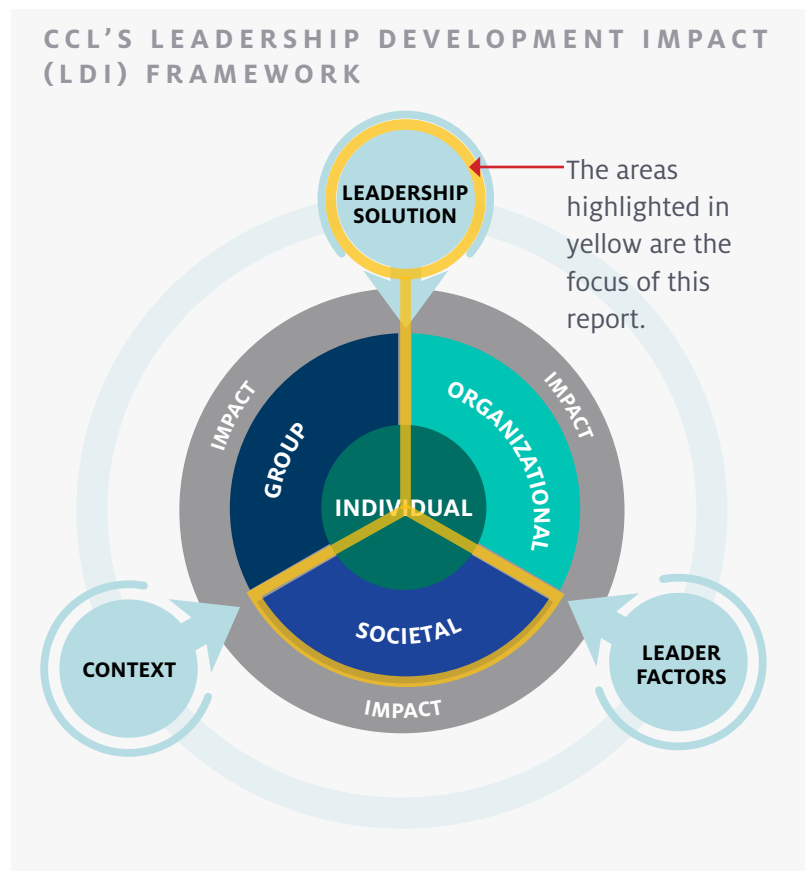 CCL’S LEADERSHIP DEVELOPMENT IMPACT
(LDI) FRAMEWORK
LEADERSHIP
SOLUTION
The areas
highlighted in
yellow are the
focus of this
report.
IMPACT
IMPACT
GROUP
ORGANIZATIONAL
INDIVIDUAL
SOCIETAL
CONTEXT
LEADER
FACTORS
IMPACT